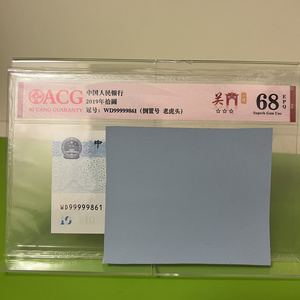 ACG
AI CANG GUARANTY
中国人民银行
2019年拾圆
冠号：WD99999861（倒置号 老虎头）
☆☆☆
68
EPQ
Superb Gem Unc
中
WD99999861